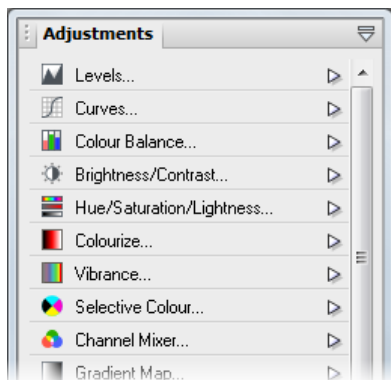 Adjustments
Levels...
Curves...
Colour Balance...
Brightness/Contrast...
Hue/Saturation/Lightness...
Colourize...
Vibrance...
Selective Colour...
Channel Mixer...
Gradient Map...